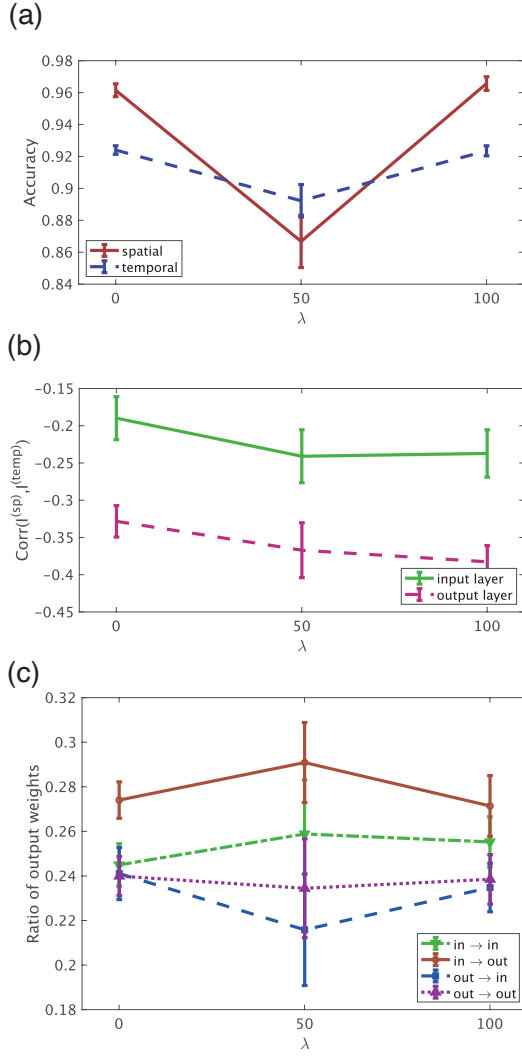 (a)
0.98
0.96
0.94
0.92
0.9
0.88
0.86
0.84
Accuracy
spatial
temporal
0 50 100
λ
(b)
-0.15
-0.2
-0.25
-0.3
-0.35
-0.4
-0.45
Corr(I(sp),I(temp))
input layer
output layer
0 50 100
λ
(c)
0.32
0.3
0.28
0.26
0.24
0.22
0.2
0.18
Ratio of output weights
in → in
in → out
out → in
out → out
0 50 100
λ